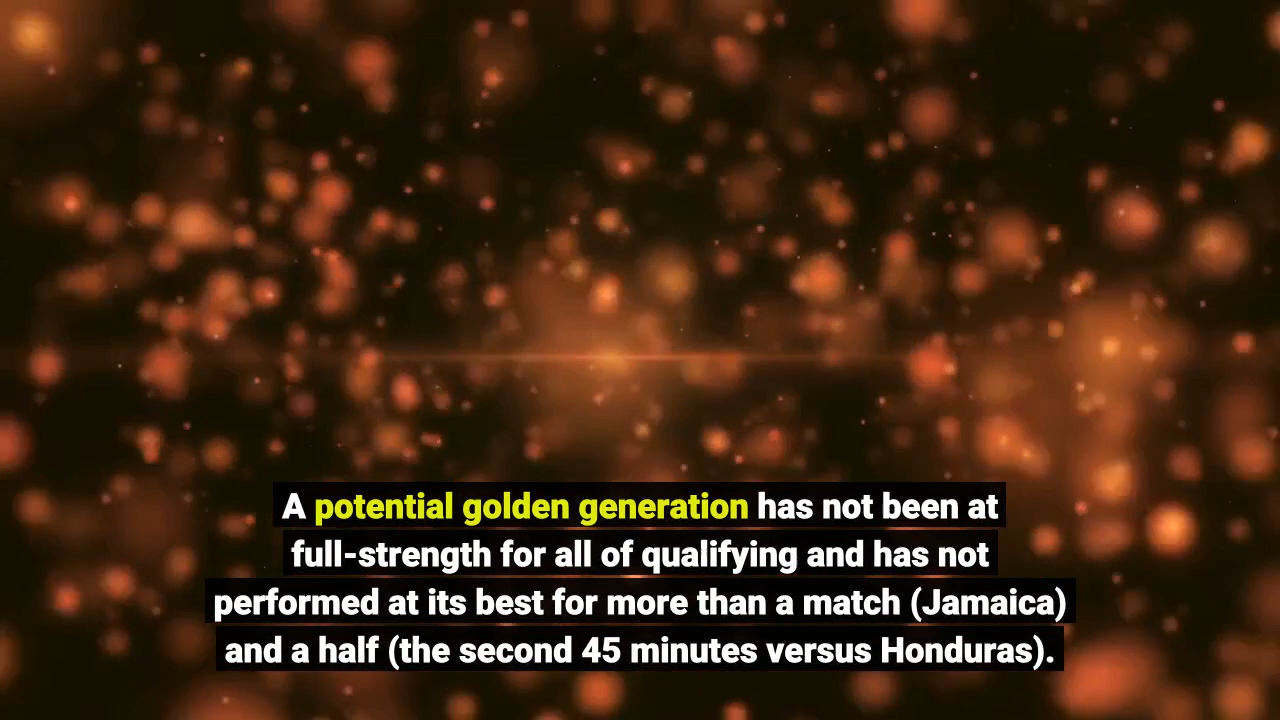 A potential golden generation has not been at
full-strength for all of qualifying and has not
performed at its best for more than a match (Jamaica)
and a half (the second 45 minutes versus Honduras).